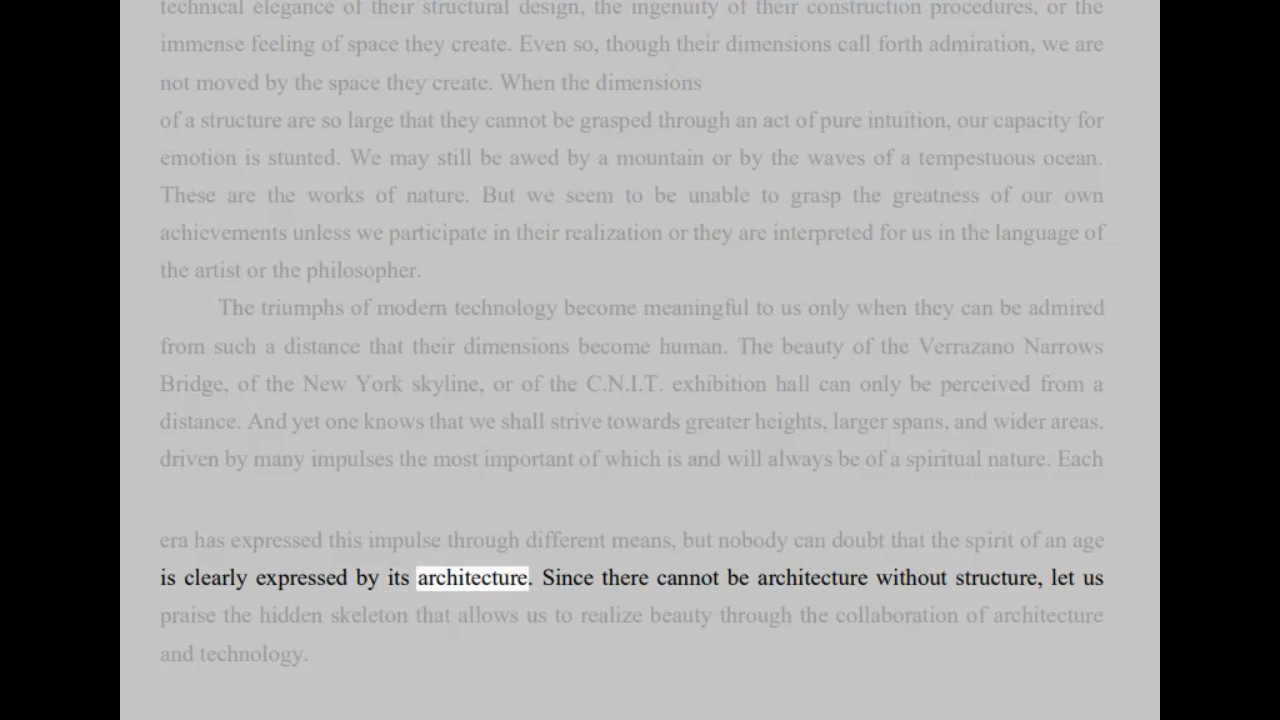 technical elegance of their structural design, the ingenuity of their construction procedures, or the
immense feeling of space they create. Even so, though their dimensions call forth admiration, we are
not moved by the space they create. When the dimensions
of a structure are so large that they cannot be grasped through an act of pure intuition, our capacity for
emotion is stunted. We may still be awed by a mountain or by the waves of a tempestuous ocean.
These are the works of nature. But we seem to be unable to grasp the greatness of our own
achievements unless we participate in their realization or they are interpreted for us in the language of
the artist or the philosopher.
The triumphs of modern technology become meaningful to us only when they can be admired
from such a distance that their dimensions become human. The beauty of the Verrazano Narrows
Bridge, of the New York skyline, or of the C.N.I.T. exhibition hall can only be perceived from a
distance. And yet one knows that we shall strive towards greater heights, larger spans, and wider areas,
driven by many impulses the most important of which is and will always be of a spiritual nature. Each
era has expressed this impulse through different means, but nobody can doubt that the spirit of an age
is clearly expressed by its architecture. Since there cannot be architecture without structure, let us
praise the hidden skeleton that allows us to realize beauty through the collaboration of architecture
and technology.